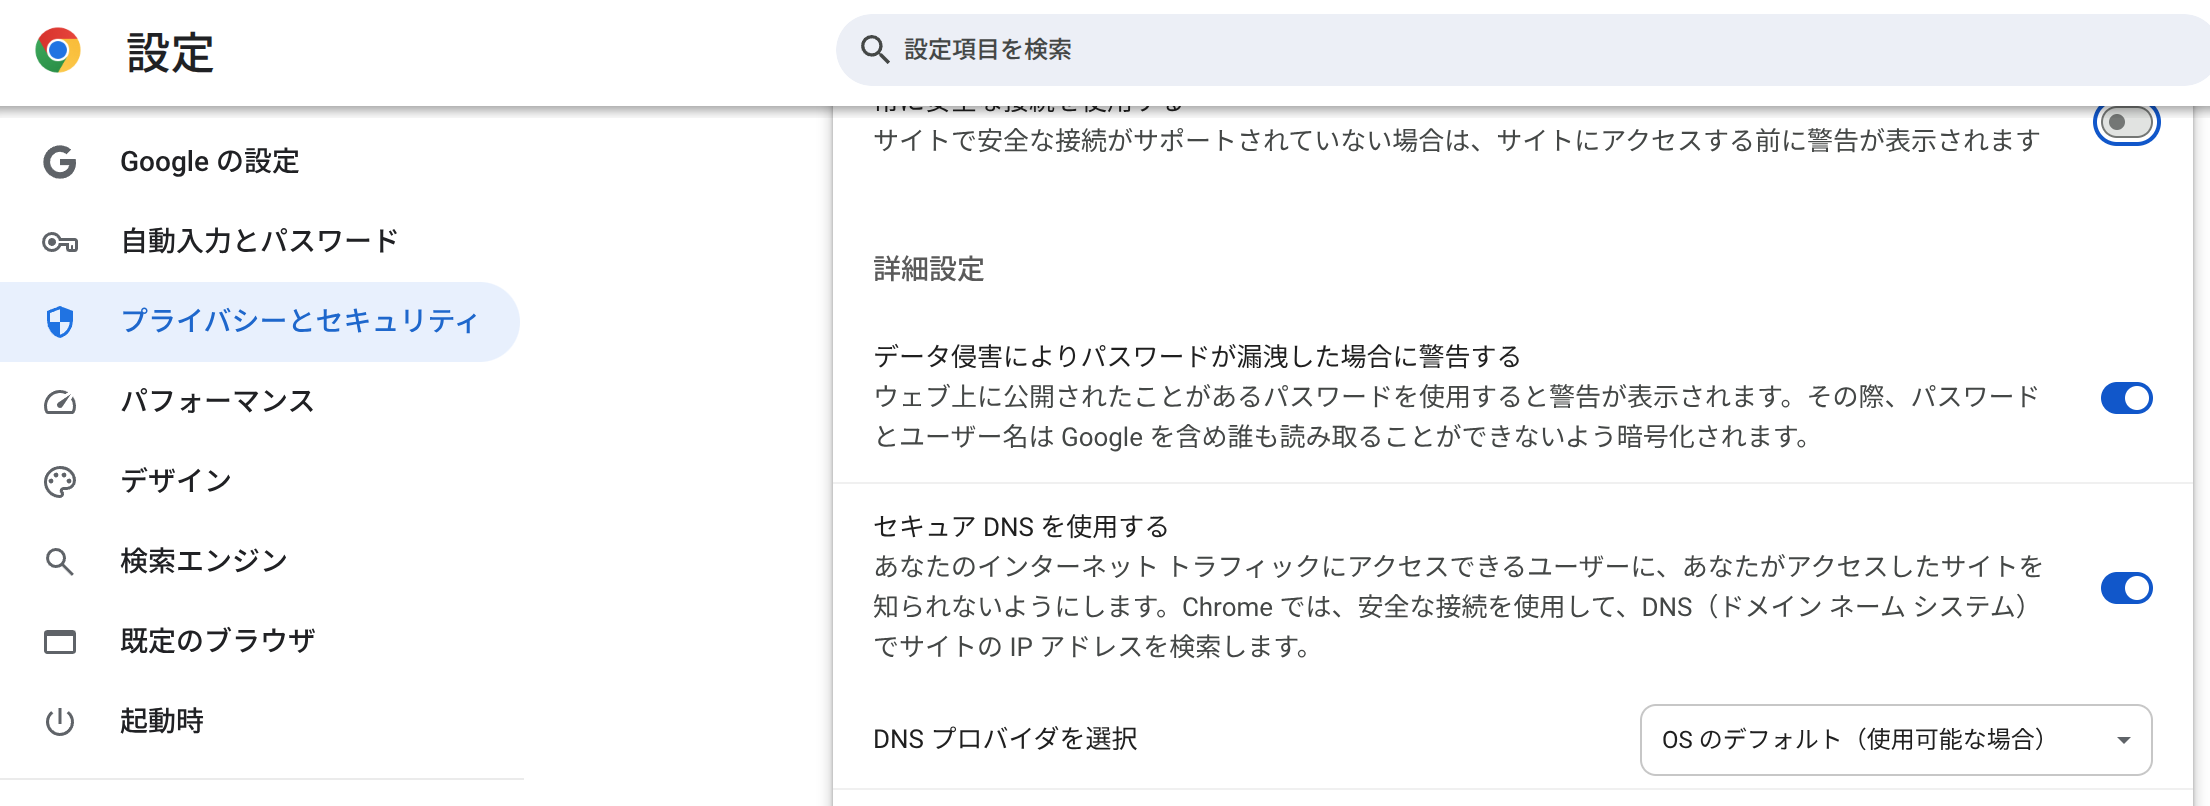 設定
設定項目を検索
Google の設定
自動入力とパスワード
プライバシーとセキュリティ
パフォーマンス
デザイン
検索エンジン
既定のブラウザ
起動時
常に安全な接続を使用する
サイトで安全な接続がサポートされていない場合は、サイトにアクセスする前に警告が表示されます
詳細設定
データ侵害によりパスワードが漏洩した場合に警告する
ウェブ上に公開されたことがあるパスワードを使用すると警告が表示されます。その際、パスワード
とユーザー名は Google を含め誰も読み取ることができないよう暗号化されます。
セキュア DNS を使用する
あなたのインターネット トラフィックにアクセスできるユーザーに、あなたがアクセスしたサイトを
知られないようにします。Chrome では、安全な接続を使用して、DNS（ドメイン ネーム システム）
でサイトの IP アドレスを検索します。
DNS プロバイダを選択
OS のデフォルト（使用可能な場合）